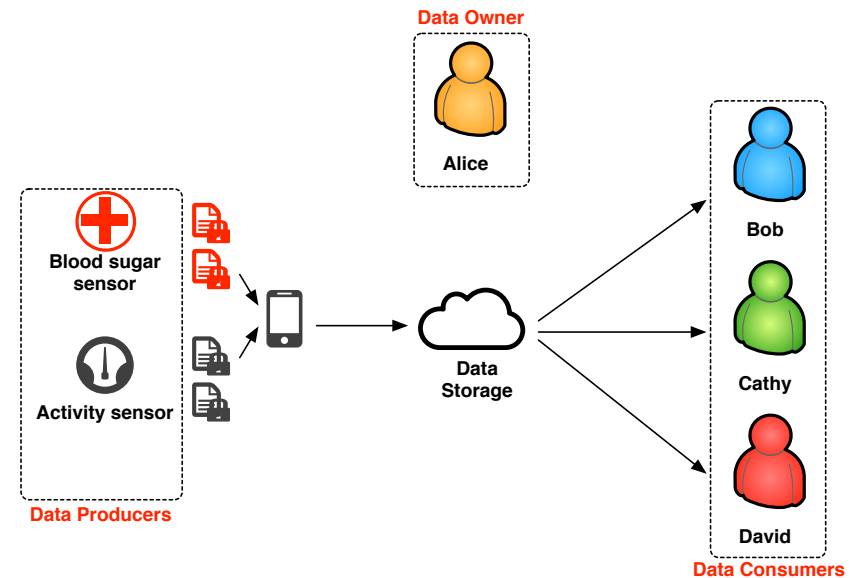 Data Owner
Alice
Blood sugar
sensor
Activity sensor
Data Producers
Data
Storage
Bob
Cathy
David
Data Consumers